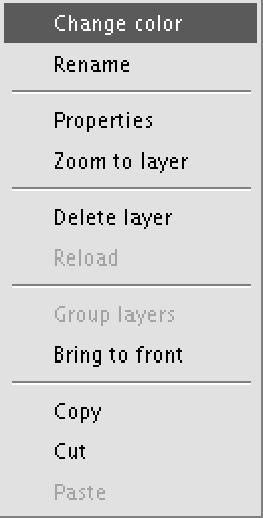 Change color
Rename
Properties
Zoom to layer
Delete layer
Reload
Group layers
Bring to front
Copy
Cut
Paste